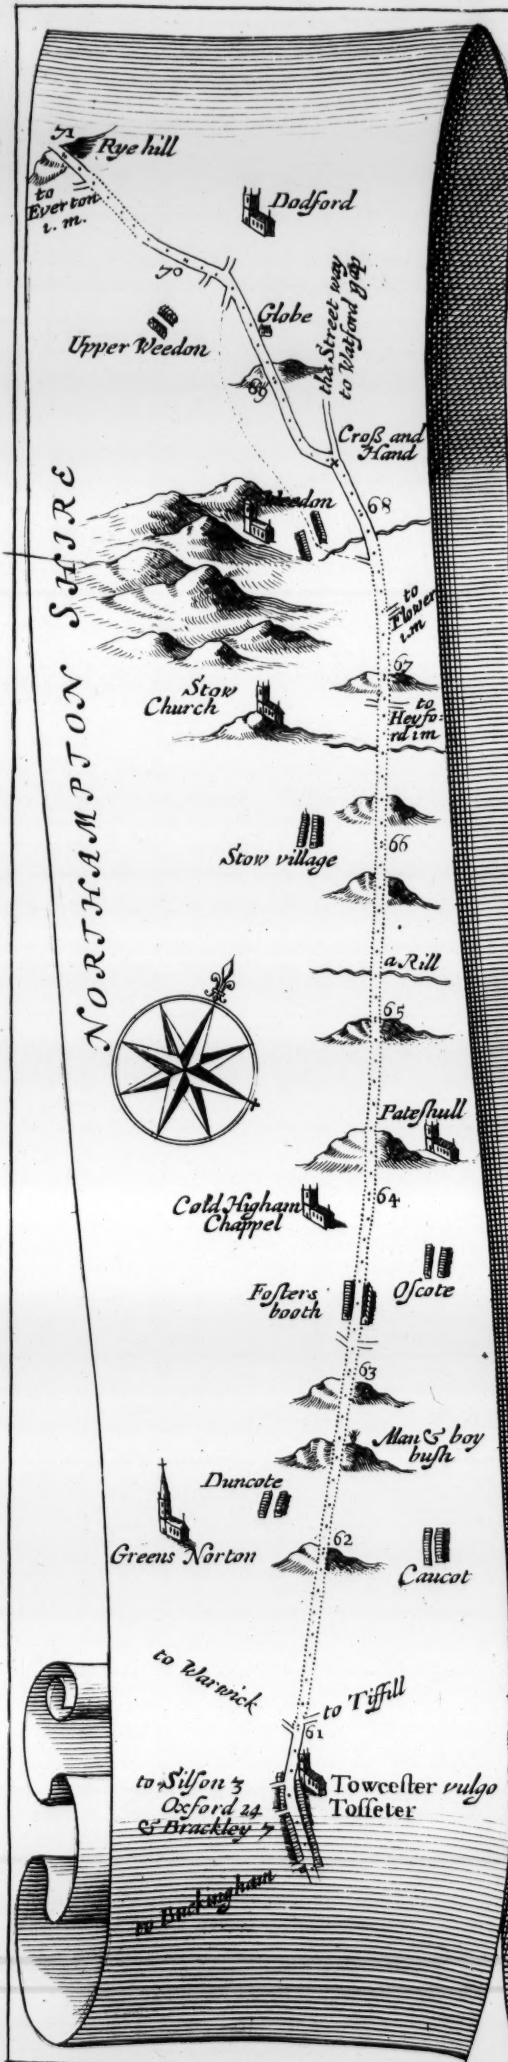 71
Rye hill
to
Everton
1. m.
Dodford
70
the Street way
to Watford gap
Globe
Upper Weedon
69
Croß and
Hand
68
Weedon
NORTHAMPTON SHIRE
to
Flower
1.m
67
Stow
Church
to
Heyfo-
rd 1m
66
Stow village
a Rill
65
Pateſhull
64
Cold Higham
Chappel
Oſcote
Foſters
booth
63
Man & boy
buſh
Duncote
62
Greens Norton
Caucot
to Warwick
to Tiffill
61
to Silſon 3
Oxford 24
& Brackley 7
Towceſter vulgo
Toſſeter
to Buckingham